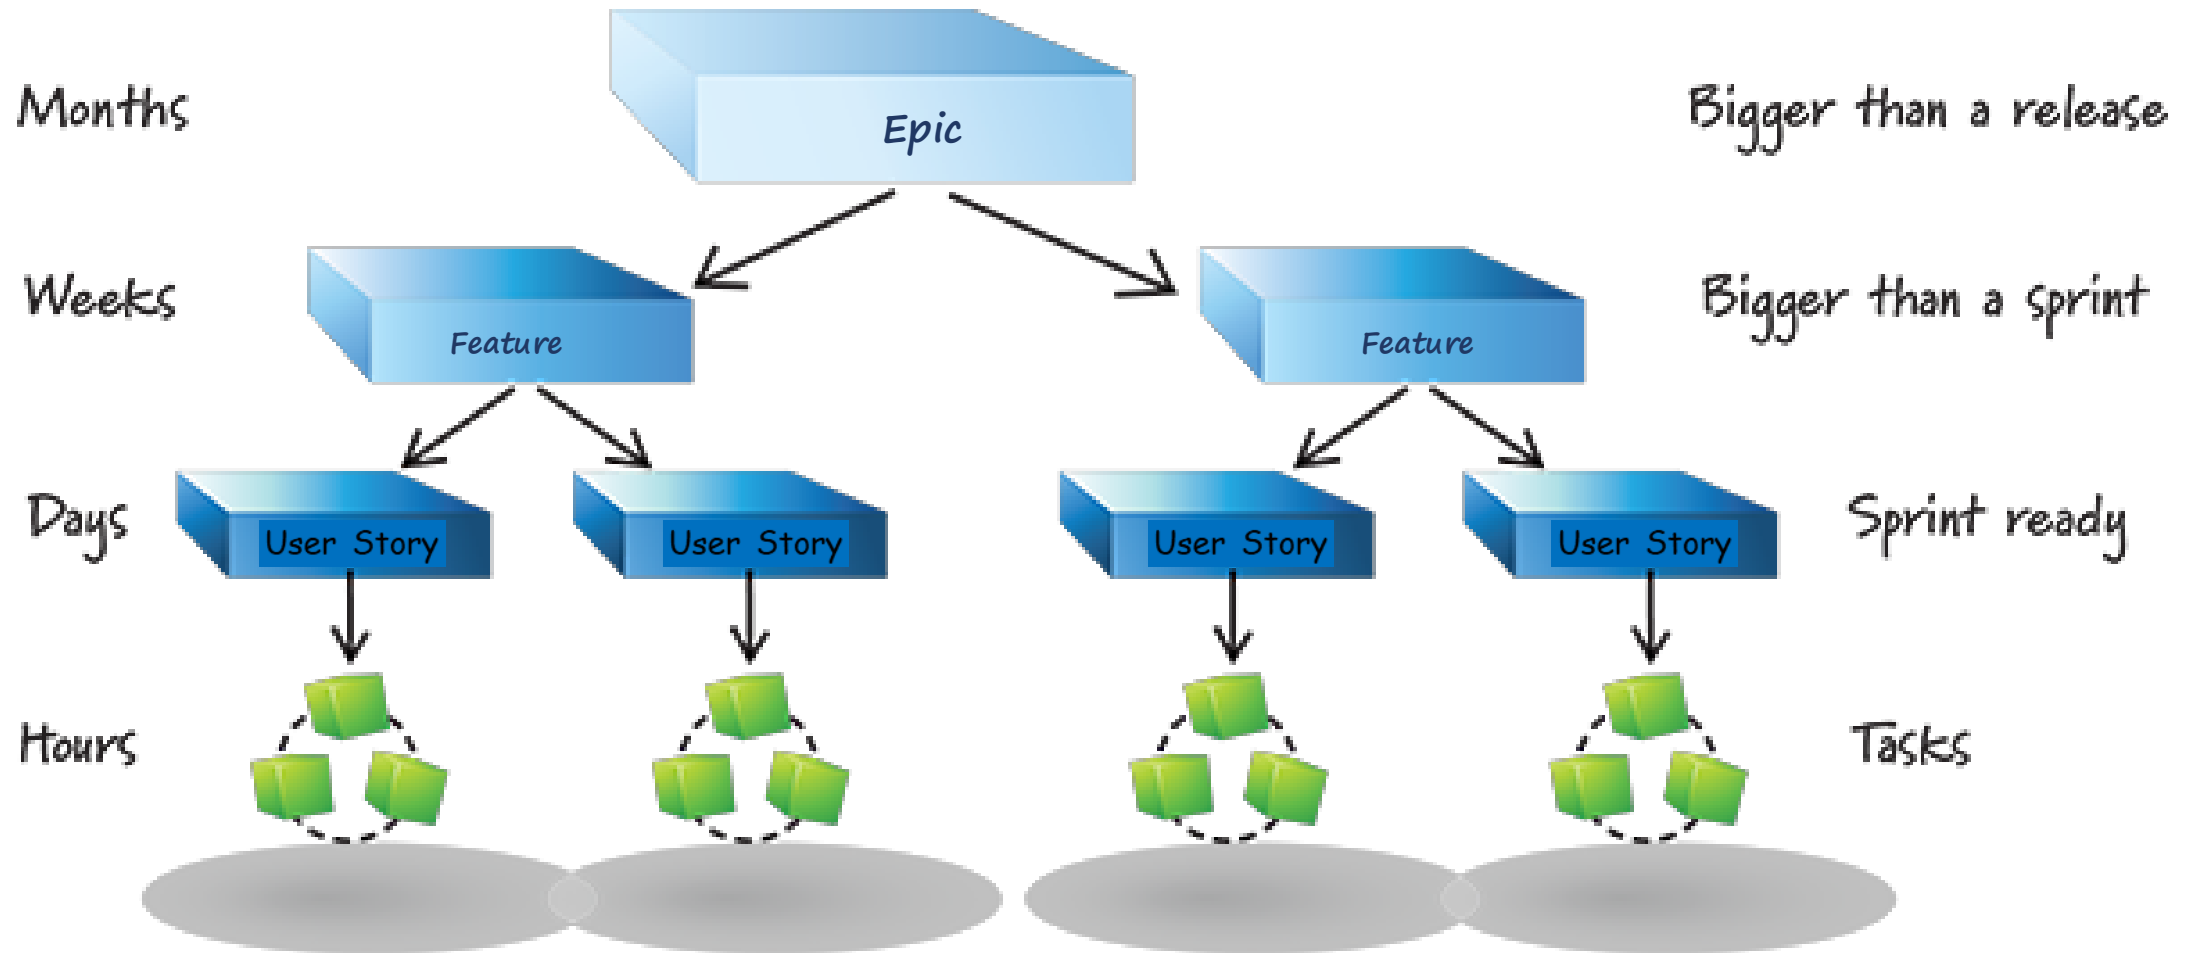 Months
Epic
Bigger than a release
Weeks
Feature
Feature
Bigger than a sprint
Days
User Story
User Story
User Story
User Story
Sprint ready
Hours
Tasks